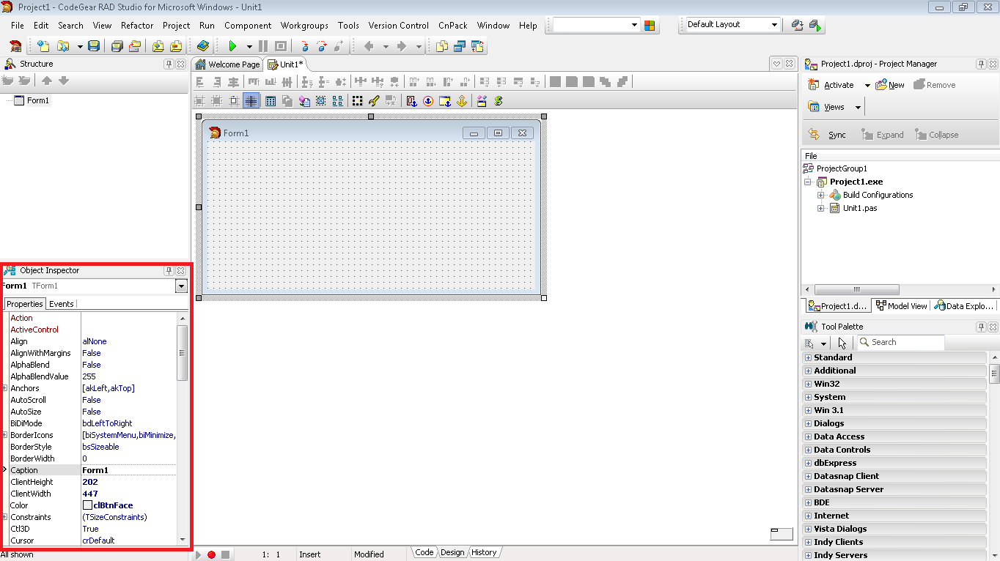 Project1 - CodeGear RAD Studio for Microsoft Windows - Unit1
File Edit Search View Refactor Project Run Component Workgroups Tools Version Control CnPack Window Help
Default Layout
Structure
Form1
Welcome Page
Unit1*
Form1
Object Inspector
Form1 TForm1
Properties Events
Action
ActiveControl
Align alNone
AlignWithMargins False
AlphaBlend False
AlphaBlendValue 255
Anchors [akLeft,akTop]
AutoScroll False
AutoSize False
BiDiMode bdLeftToRight
BorderIcons [biSystemMenu,biMinimize,
BorderStyle bsSizeable
BorderWidth 0
Caption Form1
ClientHeight 202
ClientWidth 447
Color clBtnFace
Constraints (TSizeConstraints)
Ctl3D True
Cursor crDefault
All shown
1: 1
Insert
Modified
Code Design History
Project1.dproj - Project Manager
Activate New Remove
Views
Sync Expand Collapse
File
ProjectGroup1
Project1.exe
Build Configurations
Unit1.pas
Project1.d... Model View Data Explo...
Tool Palette
Search
Standard
Additional
Win32
System
Win 3.1
Dialogs
Data Access
Data Controls
dbExpress
Datasnap Client
Datasnap Server
BDE
Internet
Vista Dialogs
Indy Clients
Indy Servers